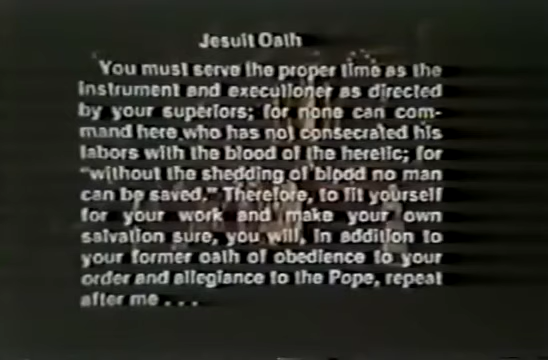 Jesuit Oath
You must serve the proper time as the
instrument and executioner as directed
by your superiors; for none can com-
mand here who has not consecrated his
labors with the blood of the heretic; for
"without the shedding of blood no man
can be saved." Therefore, to fit yourself
for your work and make your own
salvation sure, you will, in addition to
your former oath of obedience to your
order and allegiance to the Pope, repeat
after me . . .